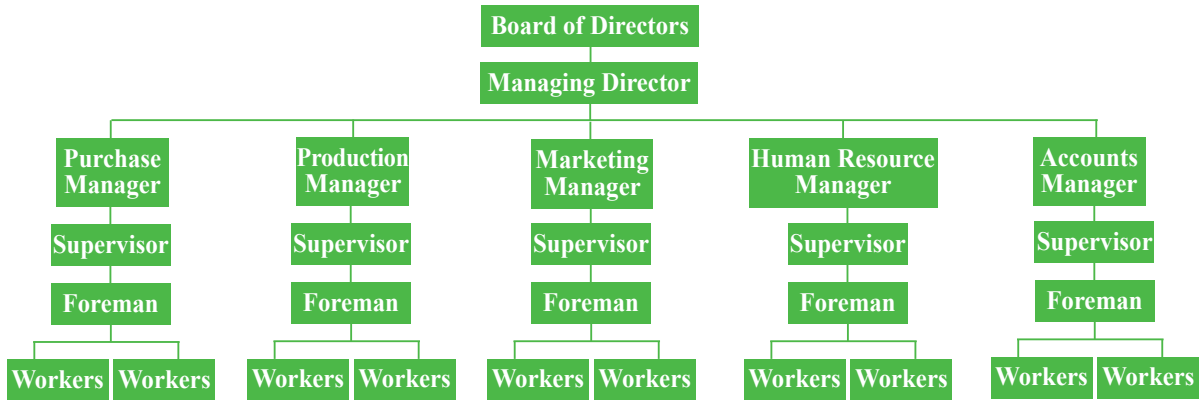 Board of Directors
Managing Director
Purchase
Manager
Production
Manager
Marketing
Manager
Human Resource
Manager
Accounts
Manager
Supervisor
Supervisor
Supervisor
Supervisor
Supervisor
Foreman
Foreman
Foreman
Foreman
Foreman
Workers
Workers
Workers
Workers
Workers
Workers
Workers
Workers
Workers
Workers